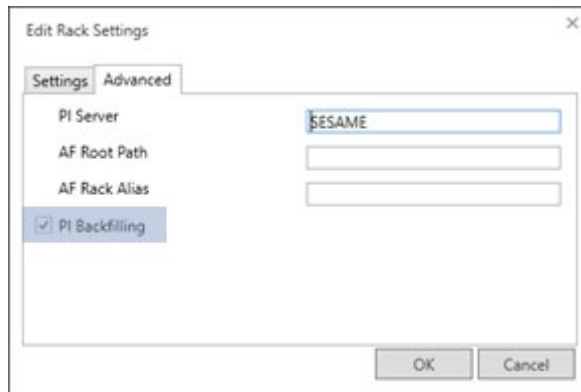 Edit Rack Settings
Settings Advanced
PI Server SESAME
AF Root Path
AF Rack Alias
PI Backfilling
OK Cancel